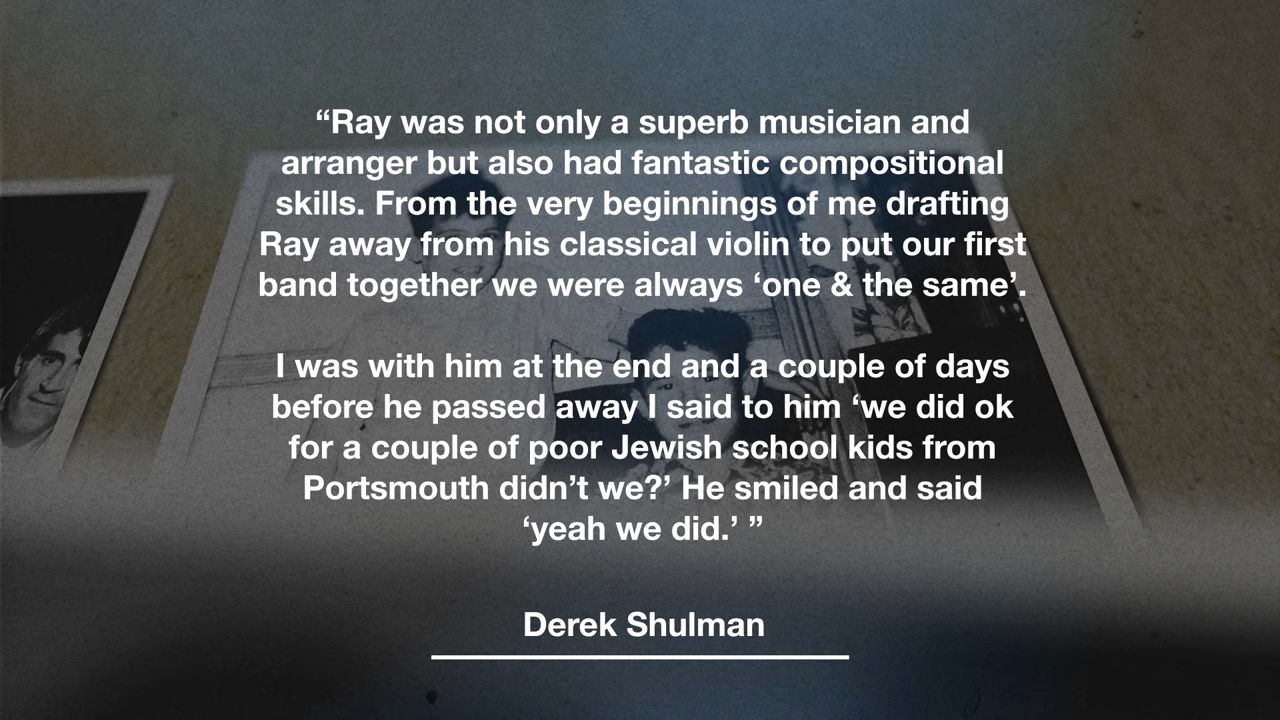 “Ray was not only a superb musician and
arranger but also had fantastic compositional
skills. From the very beginnings of me drafting
Ray away from his classical violin to put our first
band together we were always ‘one & the same’.
I was with him at the end and a couple of days
before he passed away I said to him ‘we did ok
for a couple of poor Jewish school kids from
Portsmouth didn’t we?’ He smiled and said
‘yeah we did.’ ”
Derek Shulman